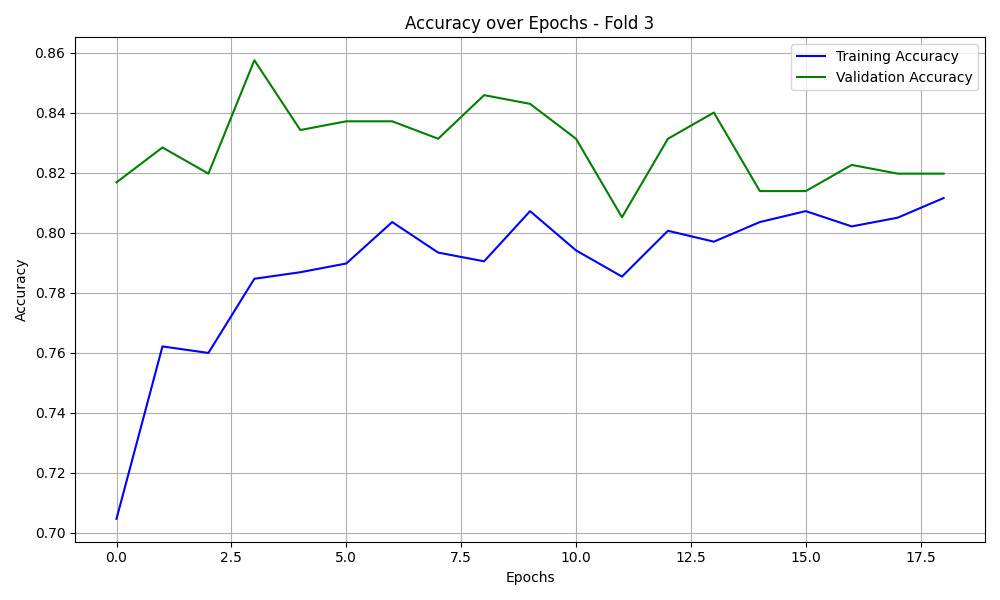 Accuracy over Epochs - Fold 3
Training Accuracy
Validation Accuracy
Accuracy
0.86
0.84
0.82
0.80
0.78
0.76
0.74
0.72
0.70
0.0 2.5 5.0 7.5 10.0 12.5 15.0 17.5
Epochs